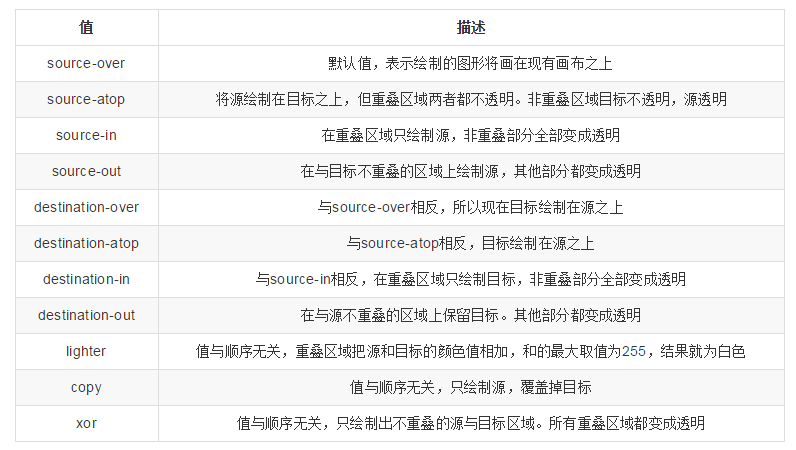 值 描述
source-over 默认值，表示绘制的图形将画在现有画布之上
source-atop 将源绘制在目标之上，但重叠区域两者都不透明。非重叠区域目标不透明，源透明
source-in 在重叠区域只绘制源，非重叠部分全部变成透明
source-out 在与目标不重叠的区域上绘制源，其他部分都变成透明
destination-over 与source-over相反，所以现在目标绘制在源之上
destination-atop 与source-atop相反，目标绘制在源之上
destination-in 与source-in相反，在重叠区域只绘制目标，非重叠部分全部变成透明
destination-out 在与源不重叠的区域上保留目标。其他部分都变成透明
lighter 值与顺序无关，重叠区域把源和目标的颜色值相加，和的最大取值为255，结果就为白色
copy 值与顺序无关，只绘制源，覆盖掉目标
xor 值与顺序无关，只绘制出不重叠的源与目标区域。所有重叠区域都变成透明